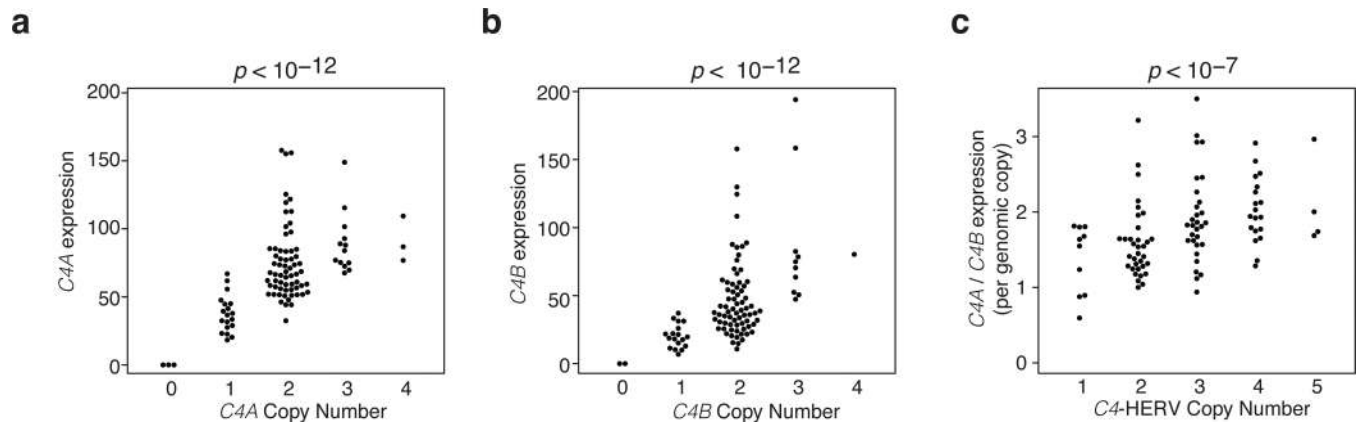 a
p < 10⁻¹²
C4A expression
200
150
100
50
0
0 1 2 3 4
C4A Copy Number
b
p < 10⁻¹²
C4B expression
200
150
100
50
0
0 1 2 3 4
C4B Copy Number
c
p < 10⁻⁷
C4A / C4B expression
(per genomic copy)
3
2
1
0
1 2 3 4 5
C4-HERV Copy Number